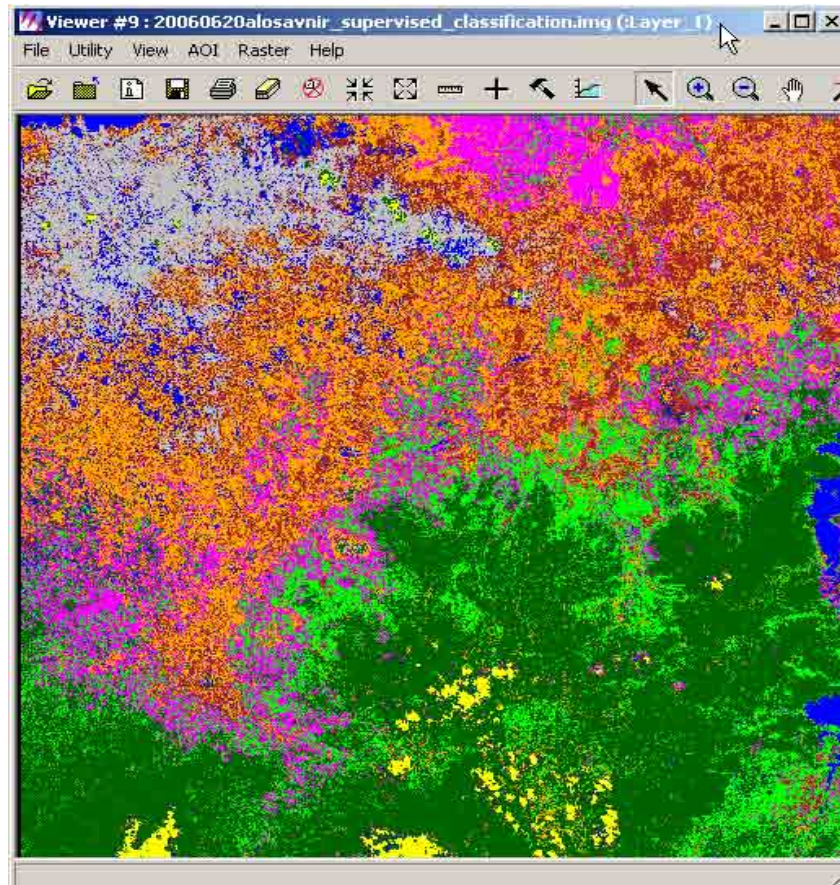 Viewer #9 : 20060620alosavnir_supervised_classification.img (:Layer_1)
File Utility View AOI Raster Help